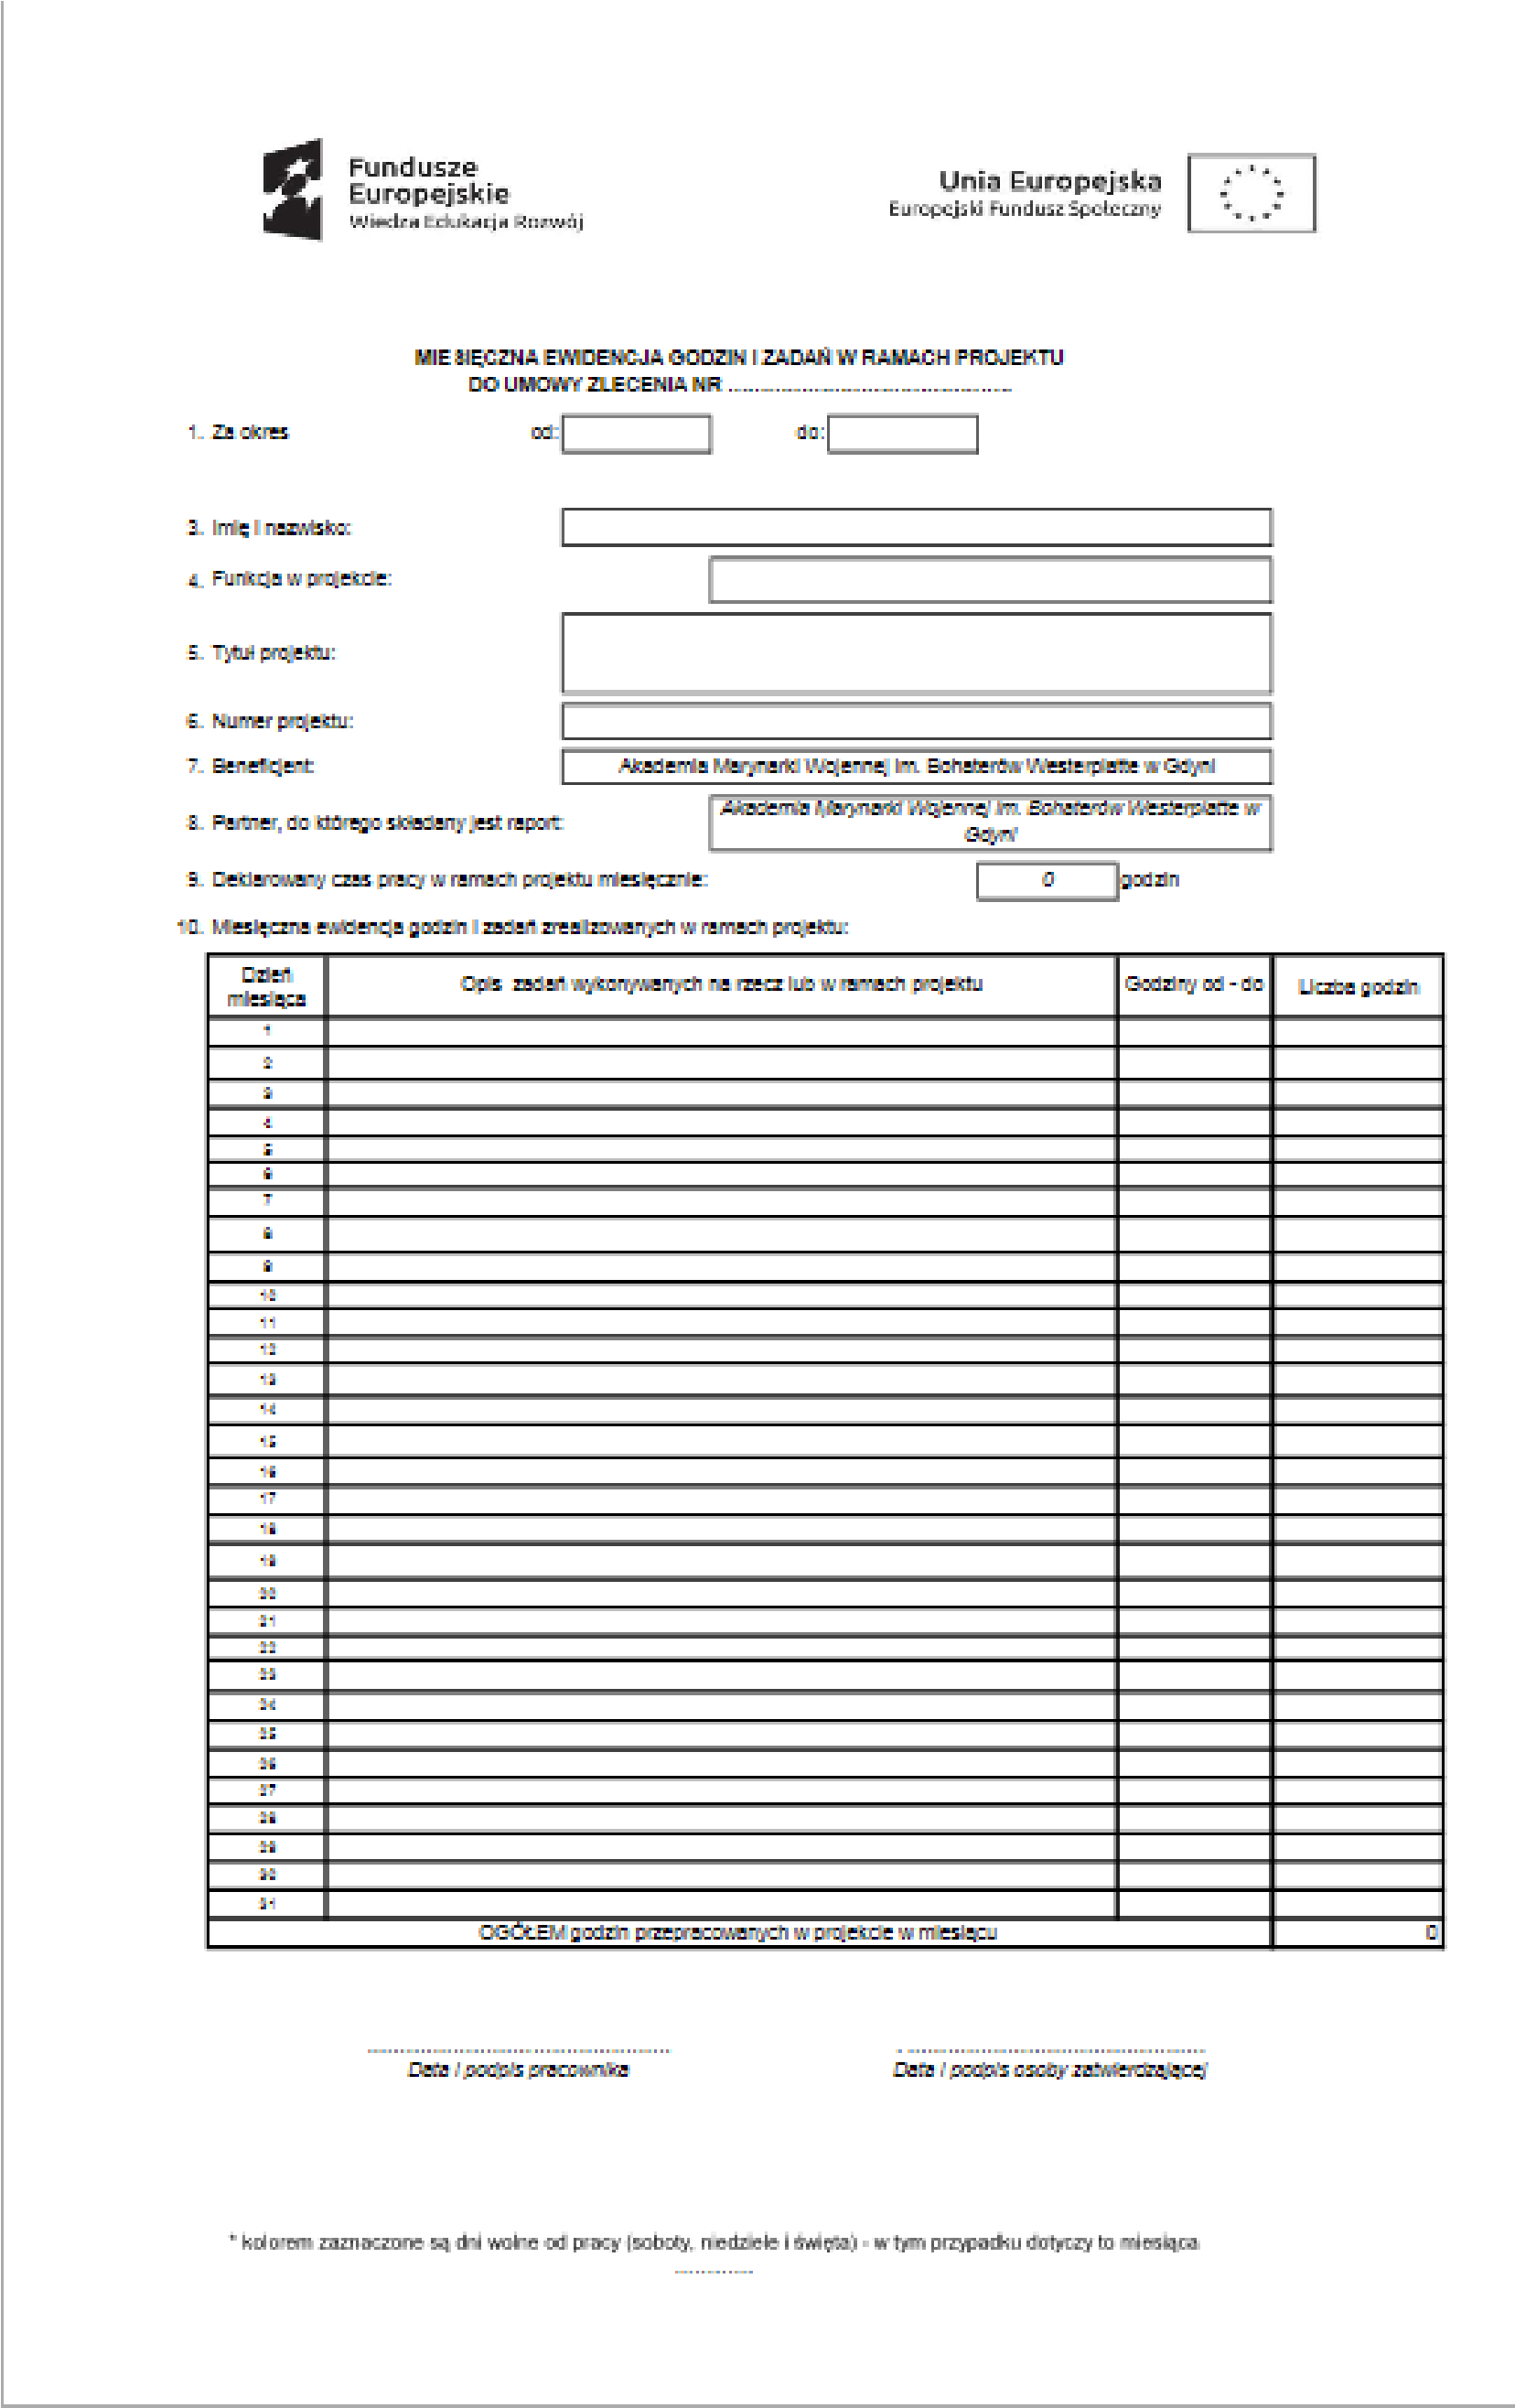 Fundusze
Europejskie
Wiedza Edukacja Rozwój
Unia Europejska
Europejski Fundusz Społeczny
MIESIĘCZNA EWIDENCJA GODZIN I ZADAŃ W RAMACH PROJEKTU
DO UMOWY ZLECENIA NR ..............................................
1. Za okres od: do:
3. Imię i nazwisko:
4. Funkcja w projekcie:
5. Tytuł projektu:
6. Numer projektu:
7. Beneficjent: Akademia Marynarki Wojennej im. Bohaterów Westerplatte w Gdyni
8. Partner, do którego składany jest raport: Akademia Marynarki Wojennej im. Bohaterów Westerplatte w
Gdyni
9. Deklarowany czas pracy w ramach projektu miesięcznie: 0 godzin
10. Miesięczna ewidencja godzin i zadań zrealizowanych w ramach projektu:
Dzień
miesiąca
Opis zadań wykonywanych na rzecz lub w ramach projektu
Godziny od - do
Liczba godzin
1
2
3
4
5
6
7
8
9
10
11
12
13
14
15
16
17
18
19
20
21
22
23
24
25
26
27
28
29
30
31
OGÓŁEM godzin przepracowanych w projekcie w miesiącu 0
Data i podpis pracownika
Data i podpis osoby zatwierdzającej
* kolorem zaznaczone są dni wolne od pracy (soboty, niedziele i święta) - w tym przypadku dotyczy to miesiąca
..............